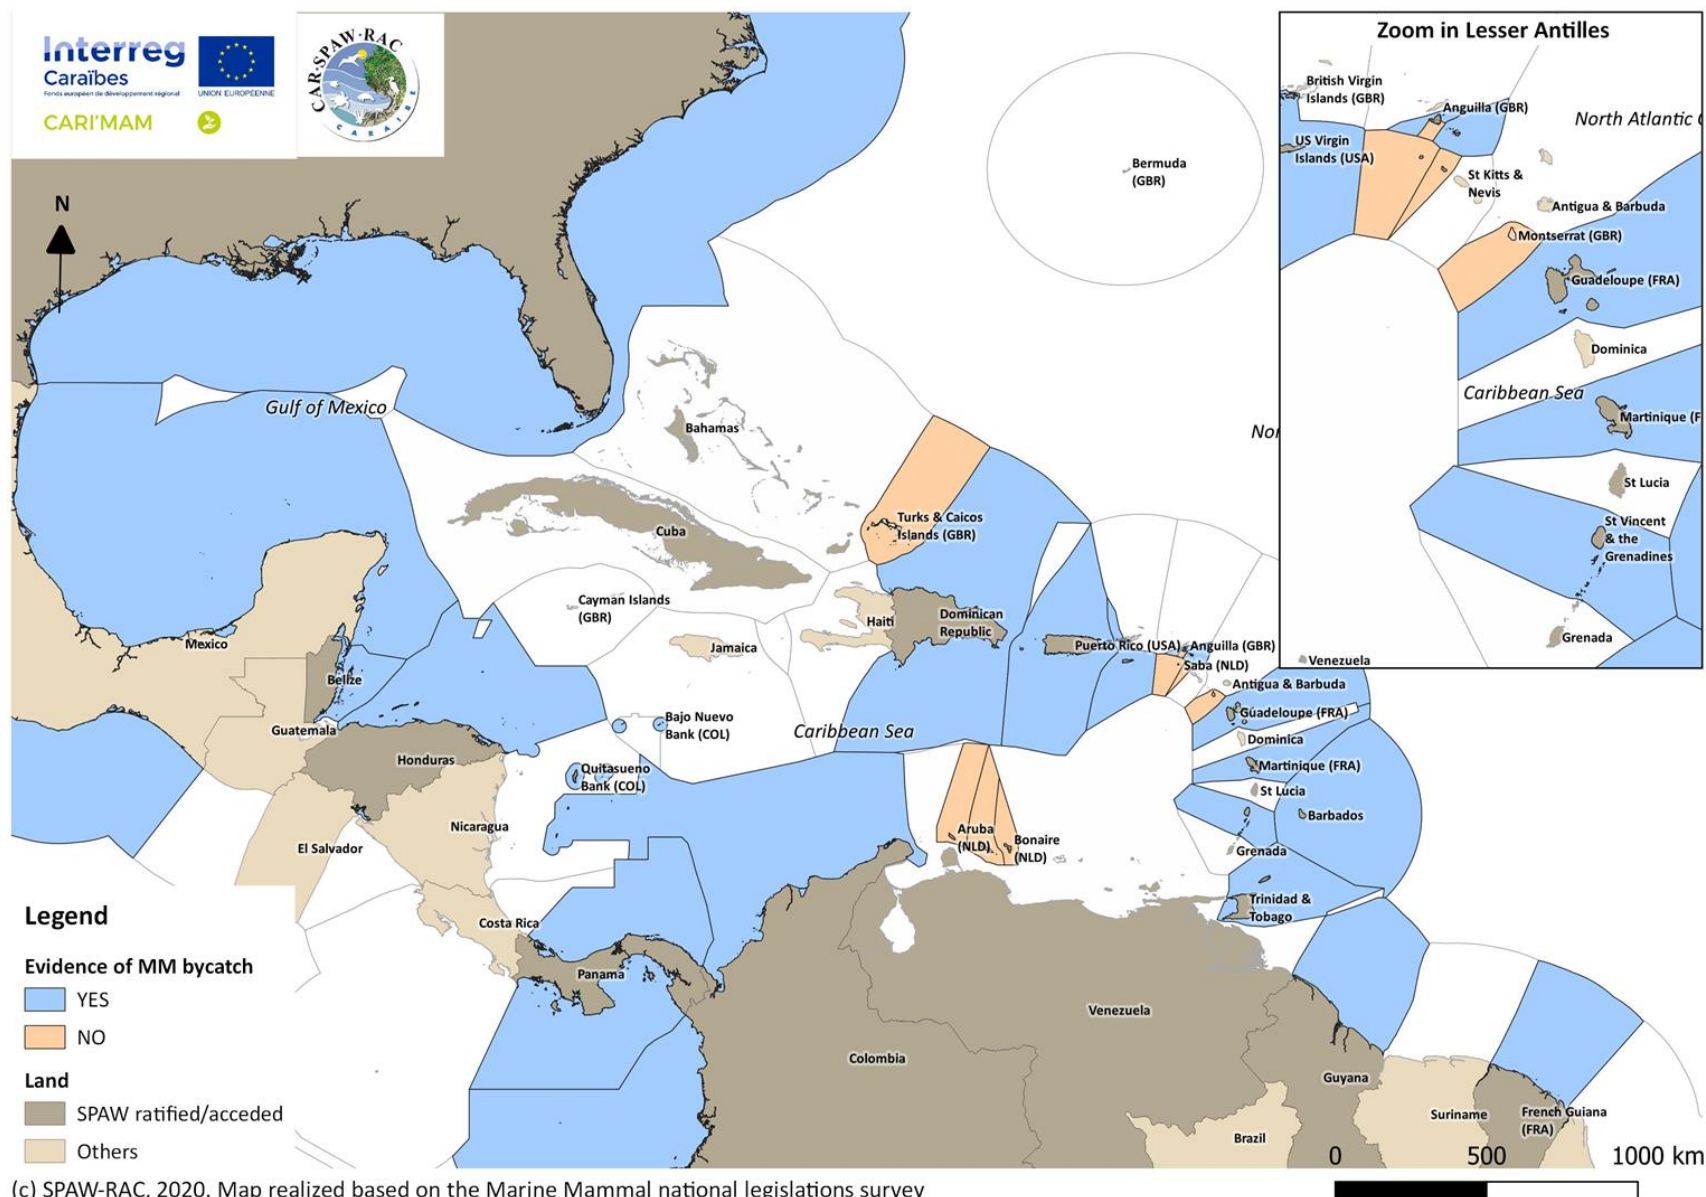 Interreg
Caraïbes
Fonds européen de développement régional
UNION EUROPÉENNE
CARI'MAM
CAR-SPAW-RAC
CARAIBE
N
Bermuda
(GBR)
Gulf of Mexico
Bahamas
Nor
Cuba
Turks & Caicos
Islands (GBR)
Cayman Islands
(GBR)
Haiti
Dominican
Republic
Mexico
Jamaica
Puerto Rico (USA)
Anguilla (GBR)
Saba (NLD)
Venezuela
Belize
Antigua & Barbuda
Guatemala
Bajo Nuevo
Bank (COL)
Caribbean Sea
Guadeloupe (FRA)
Dominica
Honduras
Quitasueno
Bank (COL)
Martinique (FRA)
St Lucia
Nicaragua
Barbados
El Salvador
Aruba
(NLD)
Bonaire
(NLD)
Grenada
Costa Rica
Trinidad &
Tobago
Panama
Venezuela
Colombia
Guyana
Suriname
French Guiana
(FRA)
Brazil
Zoom in Lesser Antilles
British Virgin
Islands (GBR)
Anguilla (GBR)
North Atlantic
US Virgin
Islands (USA)
St Kitts &
Nevis
Antigua & Barbuda
Montserrat (GBR)
Guadeloupe (FRA)
Dominica
Caribbean Sea
Martinique (F
St Lucia
St Vincent
& the
Grenadines
Grenada
Legend
Evidence of MM bycatch
YES
NO
Land
SPAW ratified/acceded
Others
0 500 1000 km
(c) SPAW-RAC, 2020. Map realized based on the Marine Mammal national legislations survey